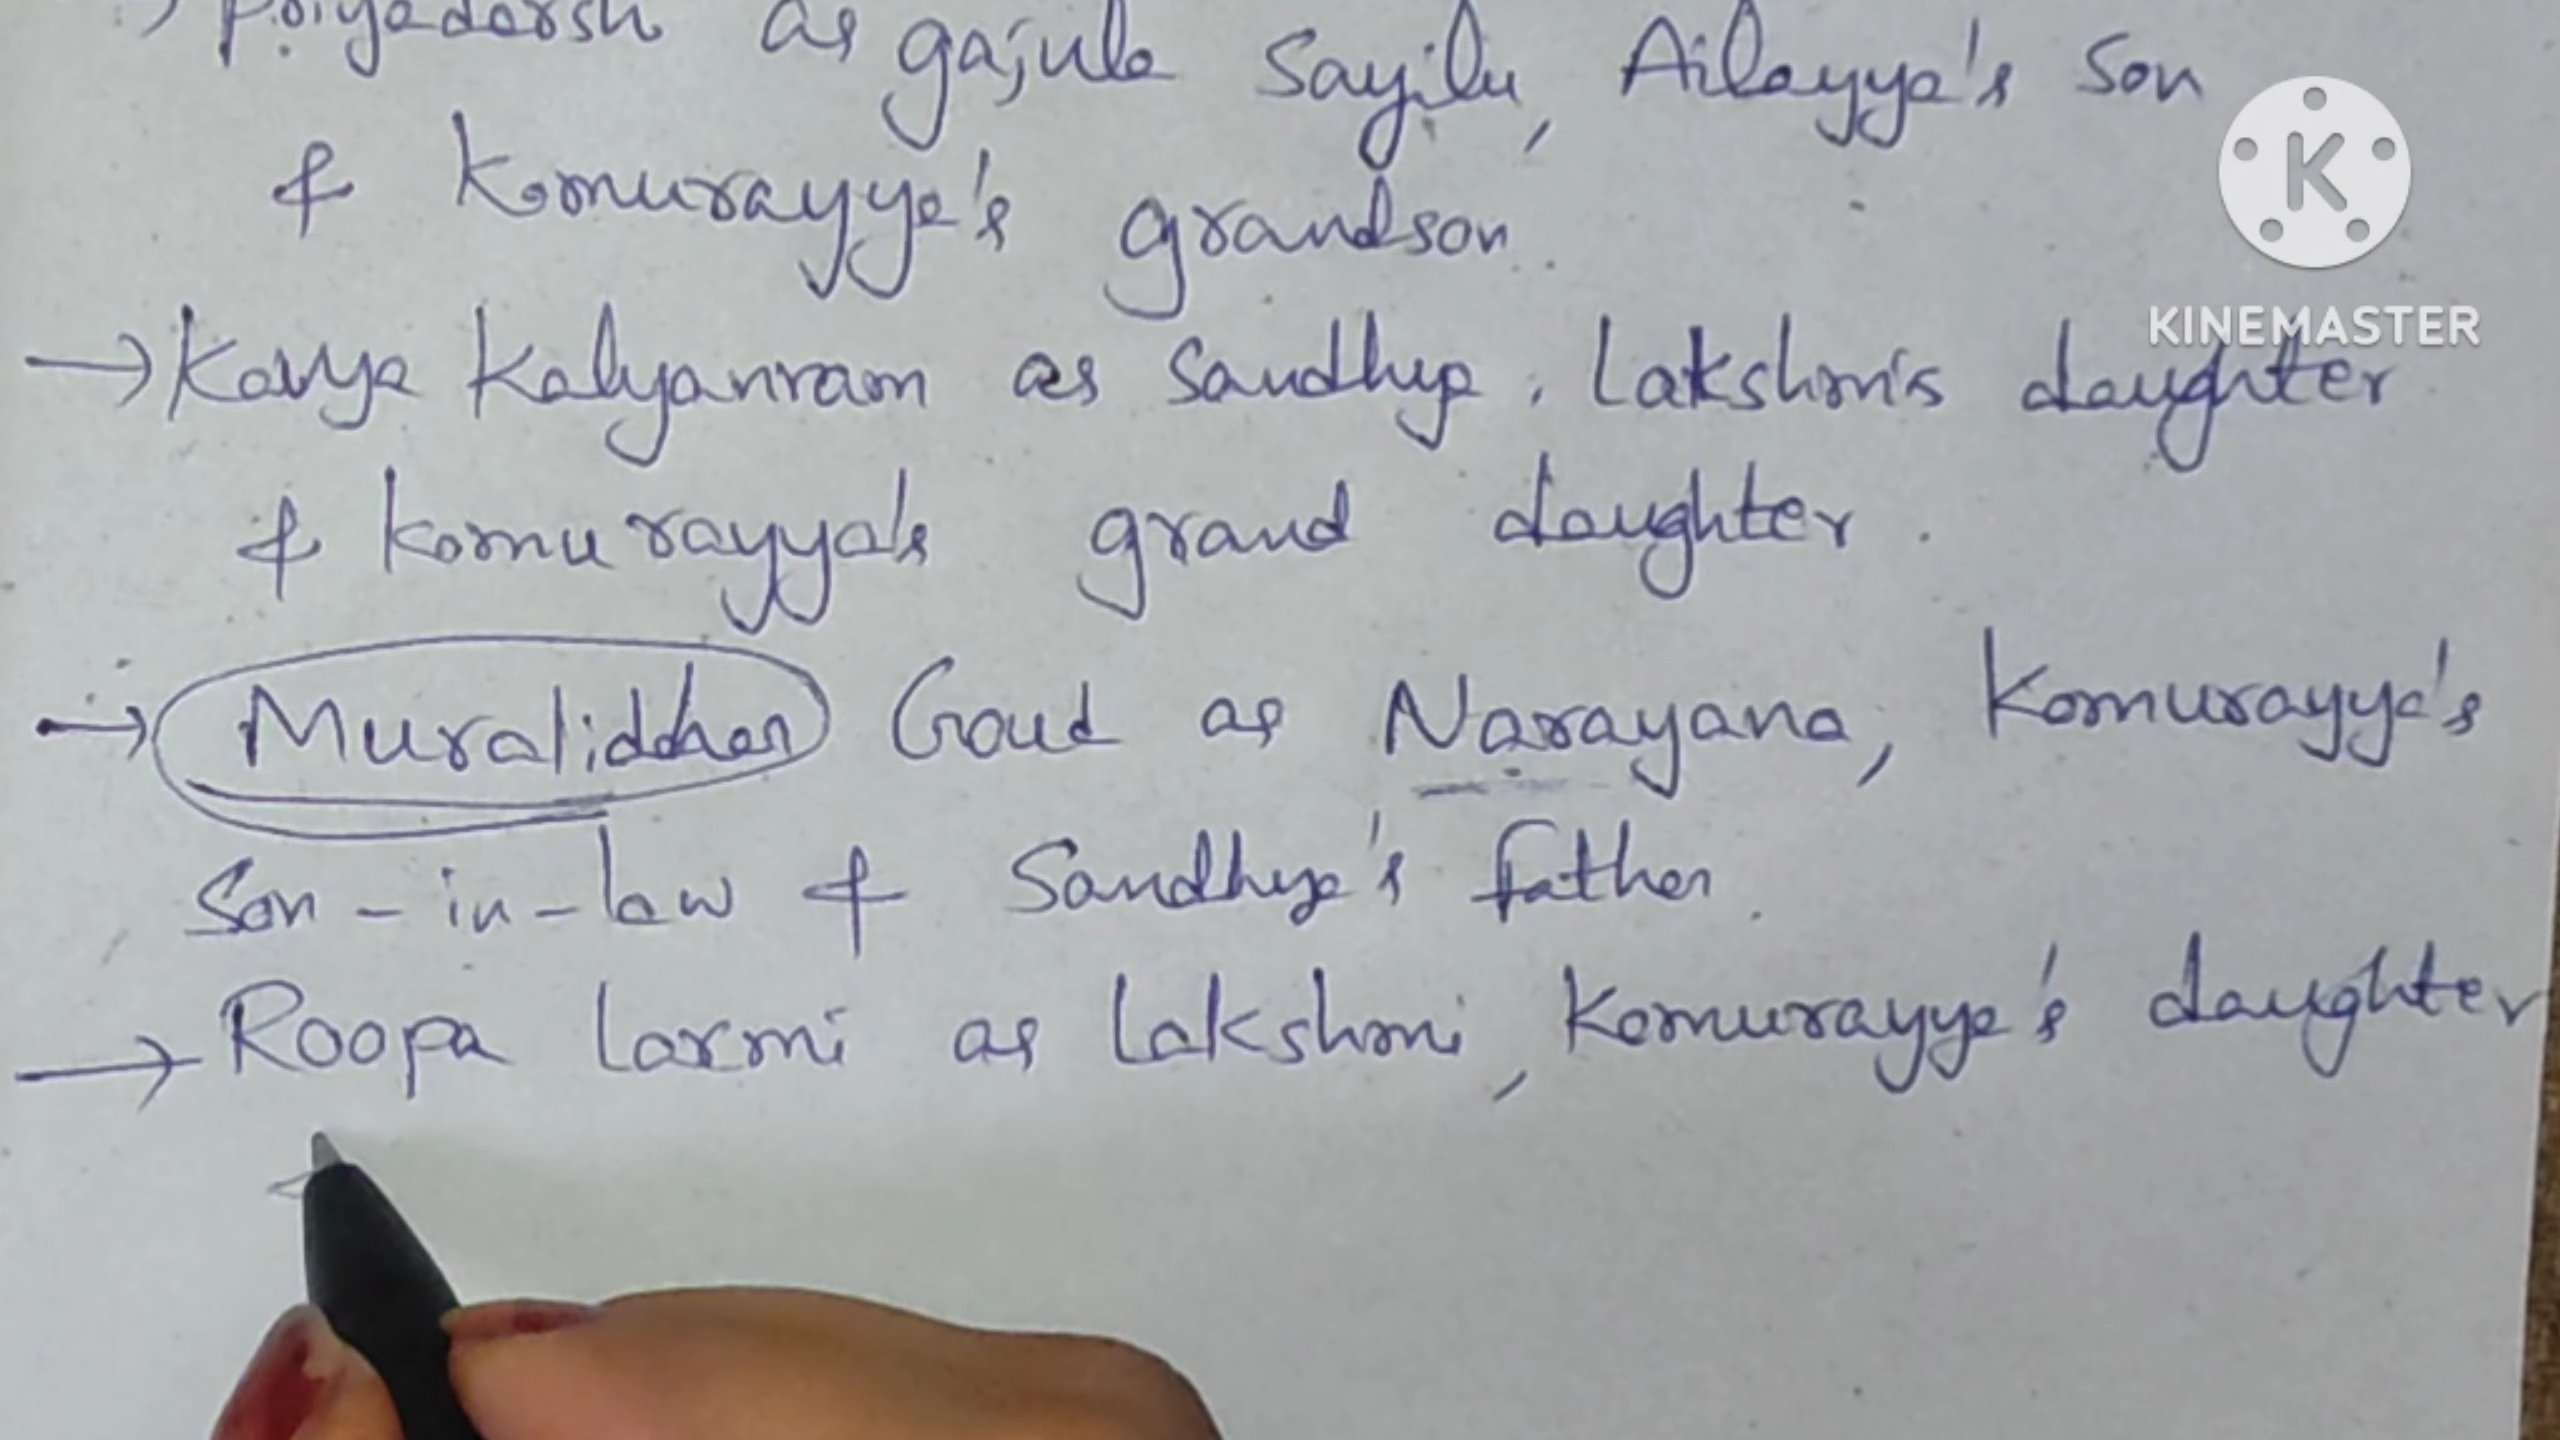 Priyadarsh as gajula Sayilu, Ailayya's son
& Komurayya's grandson.
→ Kavya Kalyanram as Sandhya, Lakshmi's daughter
& Komurayya's grand daughter.
→ Muralidhar Goud as Narayana, Komurayya's
Son-in-law & Sandhya's father.
→ Roopa laxmi as Lakshmi, Komurayya's daughter
K
KINEMASTER